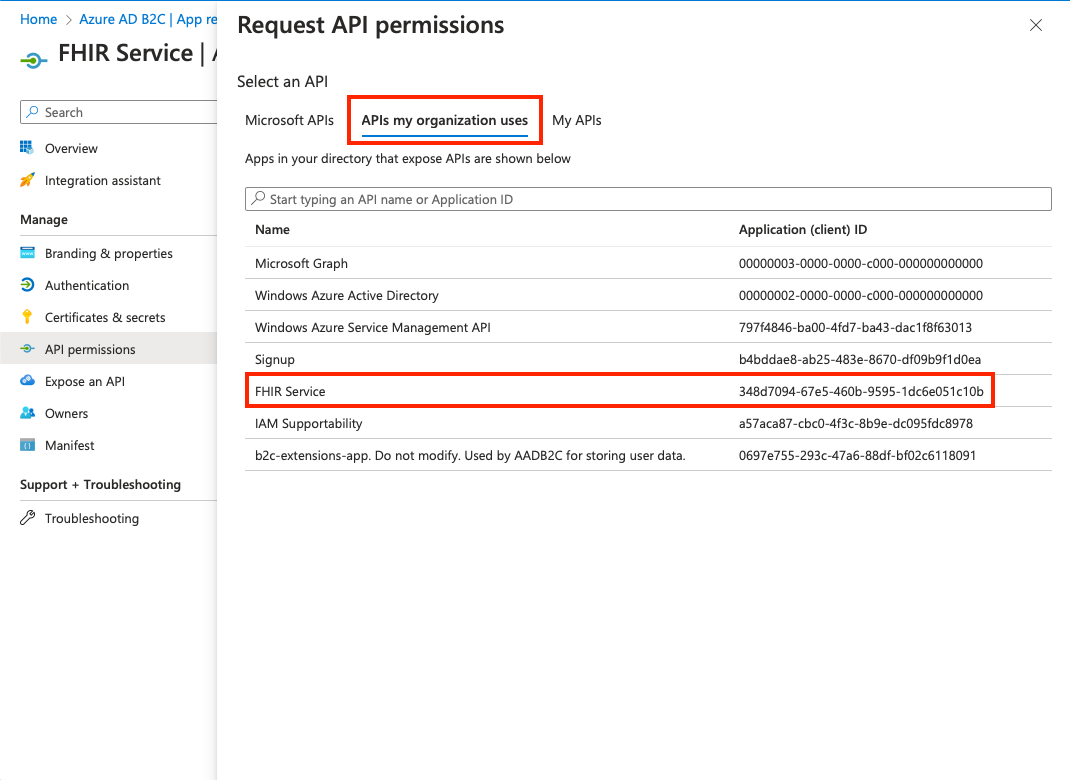 Home > Azure AD B2C | App re
FHIR Service |
Search
Overview
Integration assistant
Manage
Branding & properties
Authentication
Certificates & secrets
API permissions
Expose an API
Owners
Manifest
Support + Troubleshooting
Troubleshooting
Request API permissions
Select an API
Microsoft APIs APIs my organization uses My APIs
Apps in your directory that expose APIs are shown below
Start typing an API name or Application ID
Name Application (client) ID
Microsoft Graph 00000003-0000-0000-c000-000000000000
Windows Azure Active Directory 00000002-0000-0000-c000-000000000000
Windows Azure Service Management API 797f4846-ba00-4fd7-ba43-dac1f8f63013
Signup b4bddae8-ab25-483e-8670-df09b9f1d0ea
FHIR Service 348d7094-67e5-460b-9595-1dc6e051c10b
IAM Supportability a57aca87-cbc0-4f3c-8b9e-dc095fdc8978
b2c-extensions-app. Do not modify. Used by AADB2C for storing user data. 0697e755-293c-47a6-88df-bf02c6118091